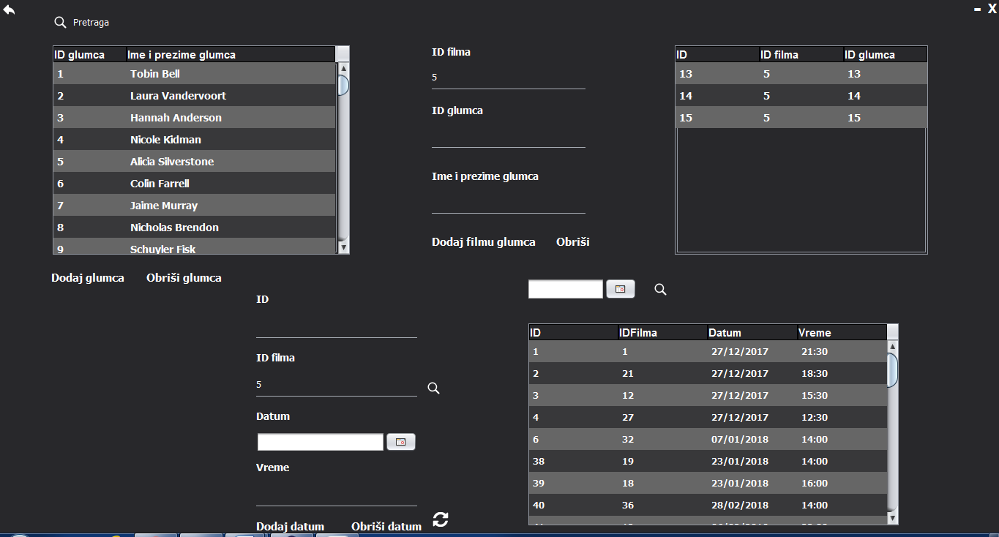 - X
Pretraga
ID glumca Ime i prezime glumca
1 Tobin Bell
2 Laura Vandervoort
3 Hannah Anderson
4 Nicole Kidman
5 Alicia Silverstone
6 Colin Farrell
7 Jaime Murray
8 Nicholas Brendon
9 Schuyler Fisk
Dodaj glumca Obriši glumca
ID filma
5
ID glumca
Ime i prezime glumca
Dodaj filmu glumca Obriši
ID ID filma ID glumca
13 5 13
14 5 14
15 5 15
ID
ID filma
5
Datum
Vreme
Dodaj datum Obriši datum
ID IDFilma Datum Vreme
1 1 27/12/2017 21:30
2 21 27/12/2017 18:30
3 12 27/12/2017 15:30
4 27 27/12/2017 12:30
6 32 07/01/2018 14:00
38 19 23/01/2018 14:00
39 18 23/01/2018 16:00
40 36 28/02/2018 14:00